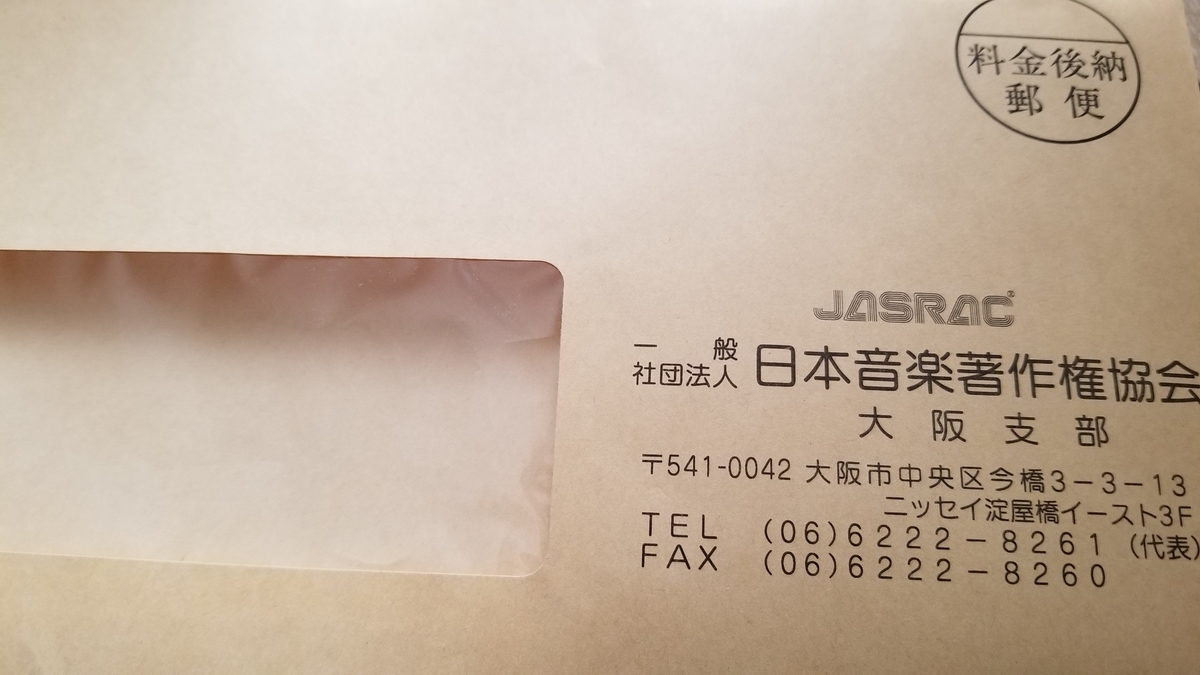 料金後納
郵便
JASRAC®
一般
社団法人 日本音楽著作権協会
大阪支部
〒541-0042 大阪市中央区今橋3－3－13
ニッセイ淀屋橋イースト3F
TEL (06)6222－8261 (代表)
FAX (06)6222－8260